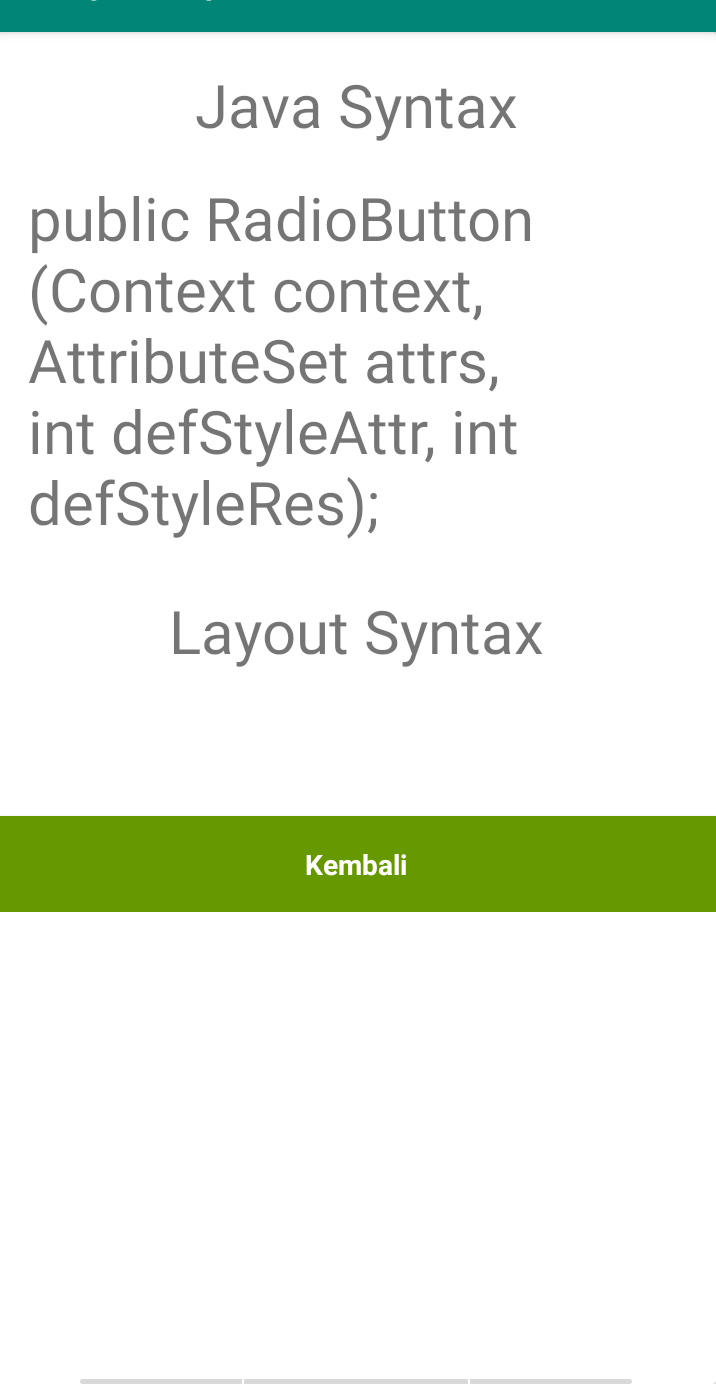 Java Syntax
public RadioButton
(Context context,
AttributeSet attrs,
int defStyleAttr, int
defStyleRes);
Layout Syntax
Kembali